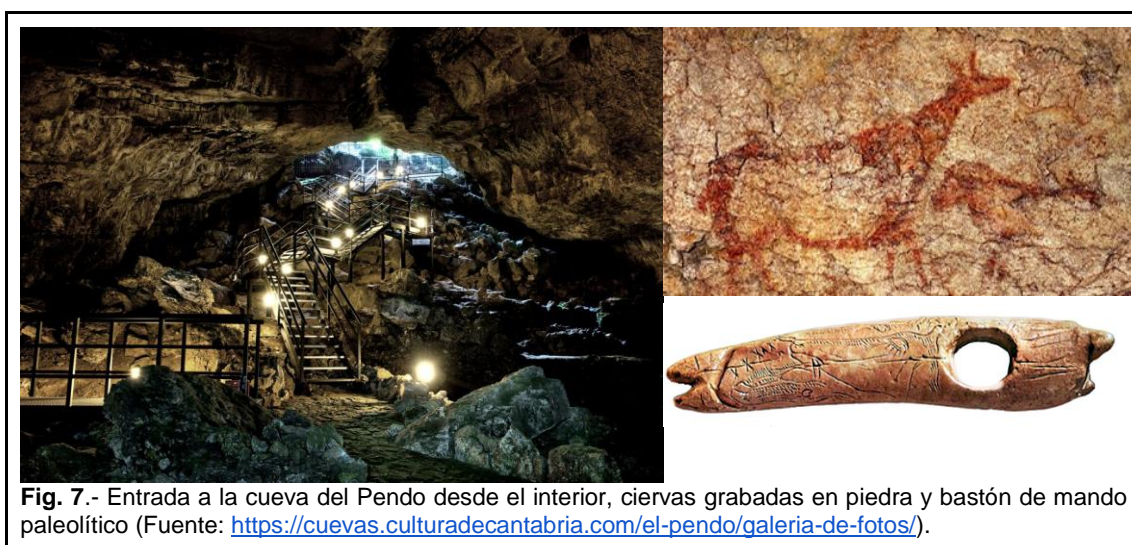 Fig. 7.- Entrada a la cueva del Pendo desde el interior, ciervas grabadas en piedra y bastón de mando
paleolítico (Fuente: https://cuevas.culturadecantabria.com/el-pendo/galeria-de-fotos/).